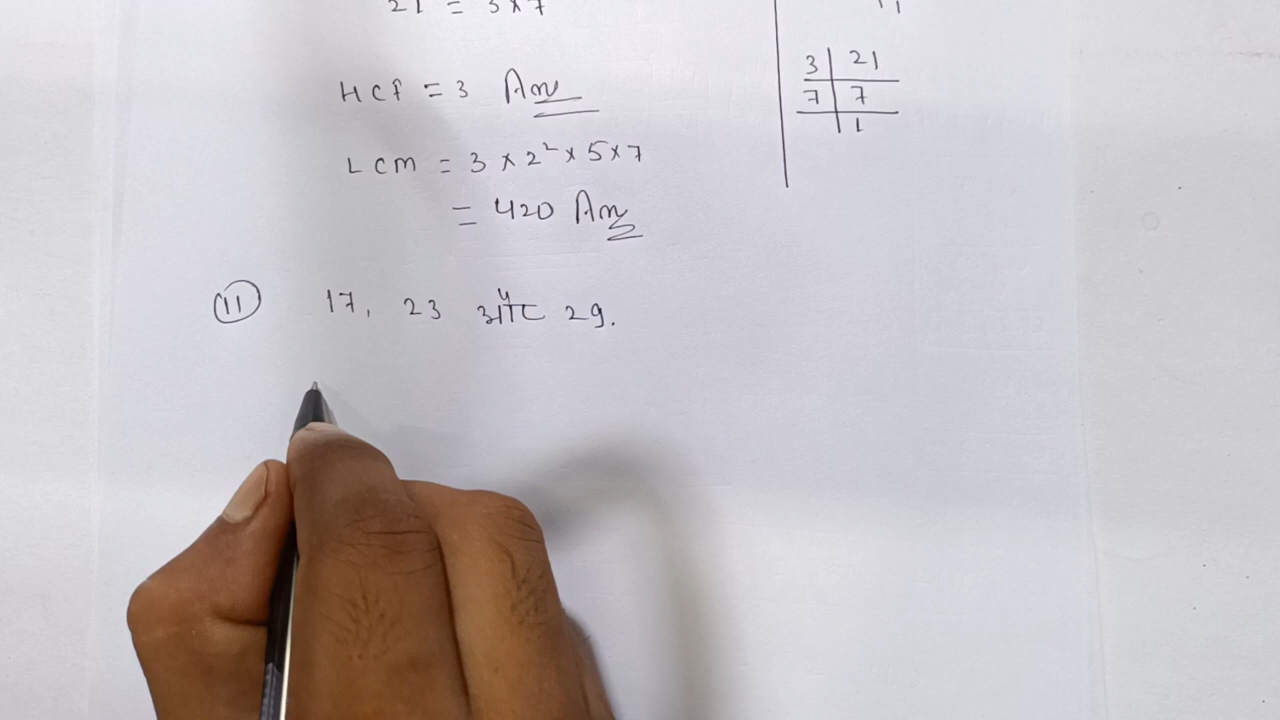 21 = 3×7
HCF = 3 Ans
LCM = 3 × 2² × 5 × 7
= 420 Ans
(11) 17, 23 और 29.
3 | 21
7 | 7
1